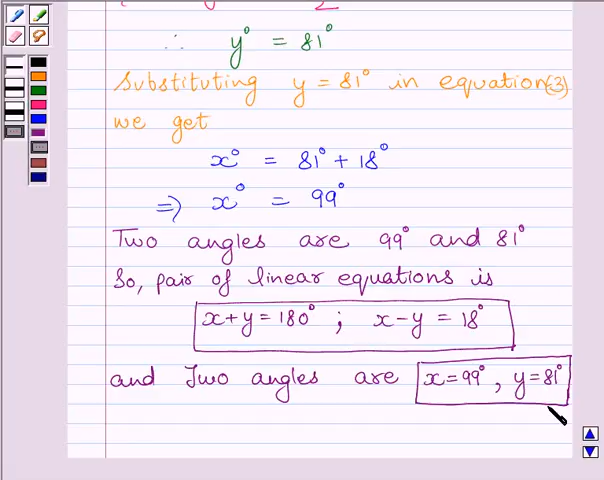 ∴ y° = 81°
Substituting y = 81° in equation(3)
we get
x° = 81° + 18°
⇒ x° = 99°
Two angles are 99° and 81°
So, pair of linear equations is
x+y = 180° ; x-y = 18°
and Two angles are x=99°, y=81°